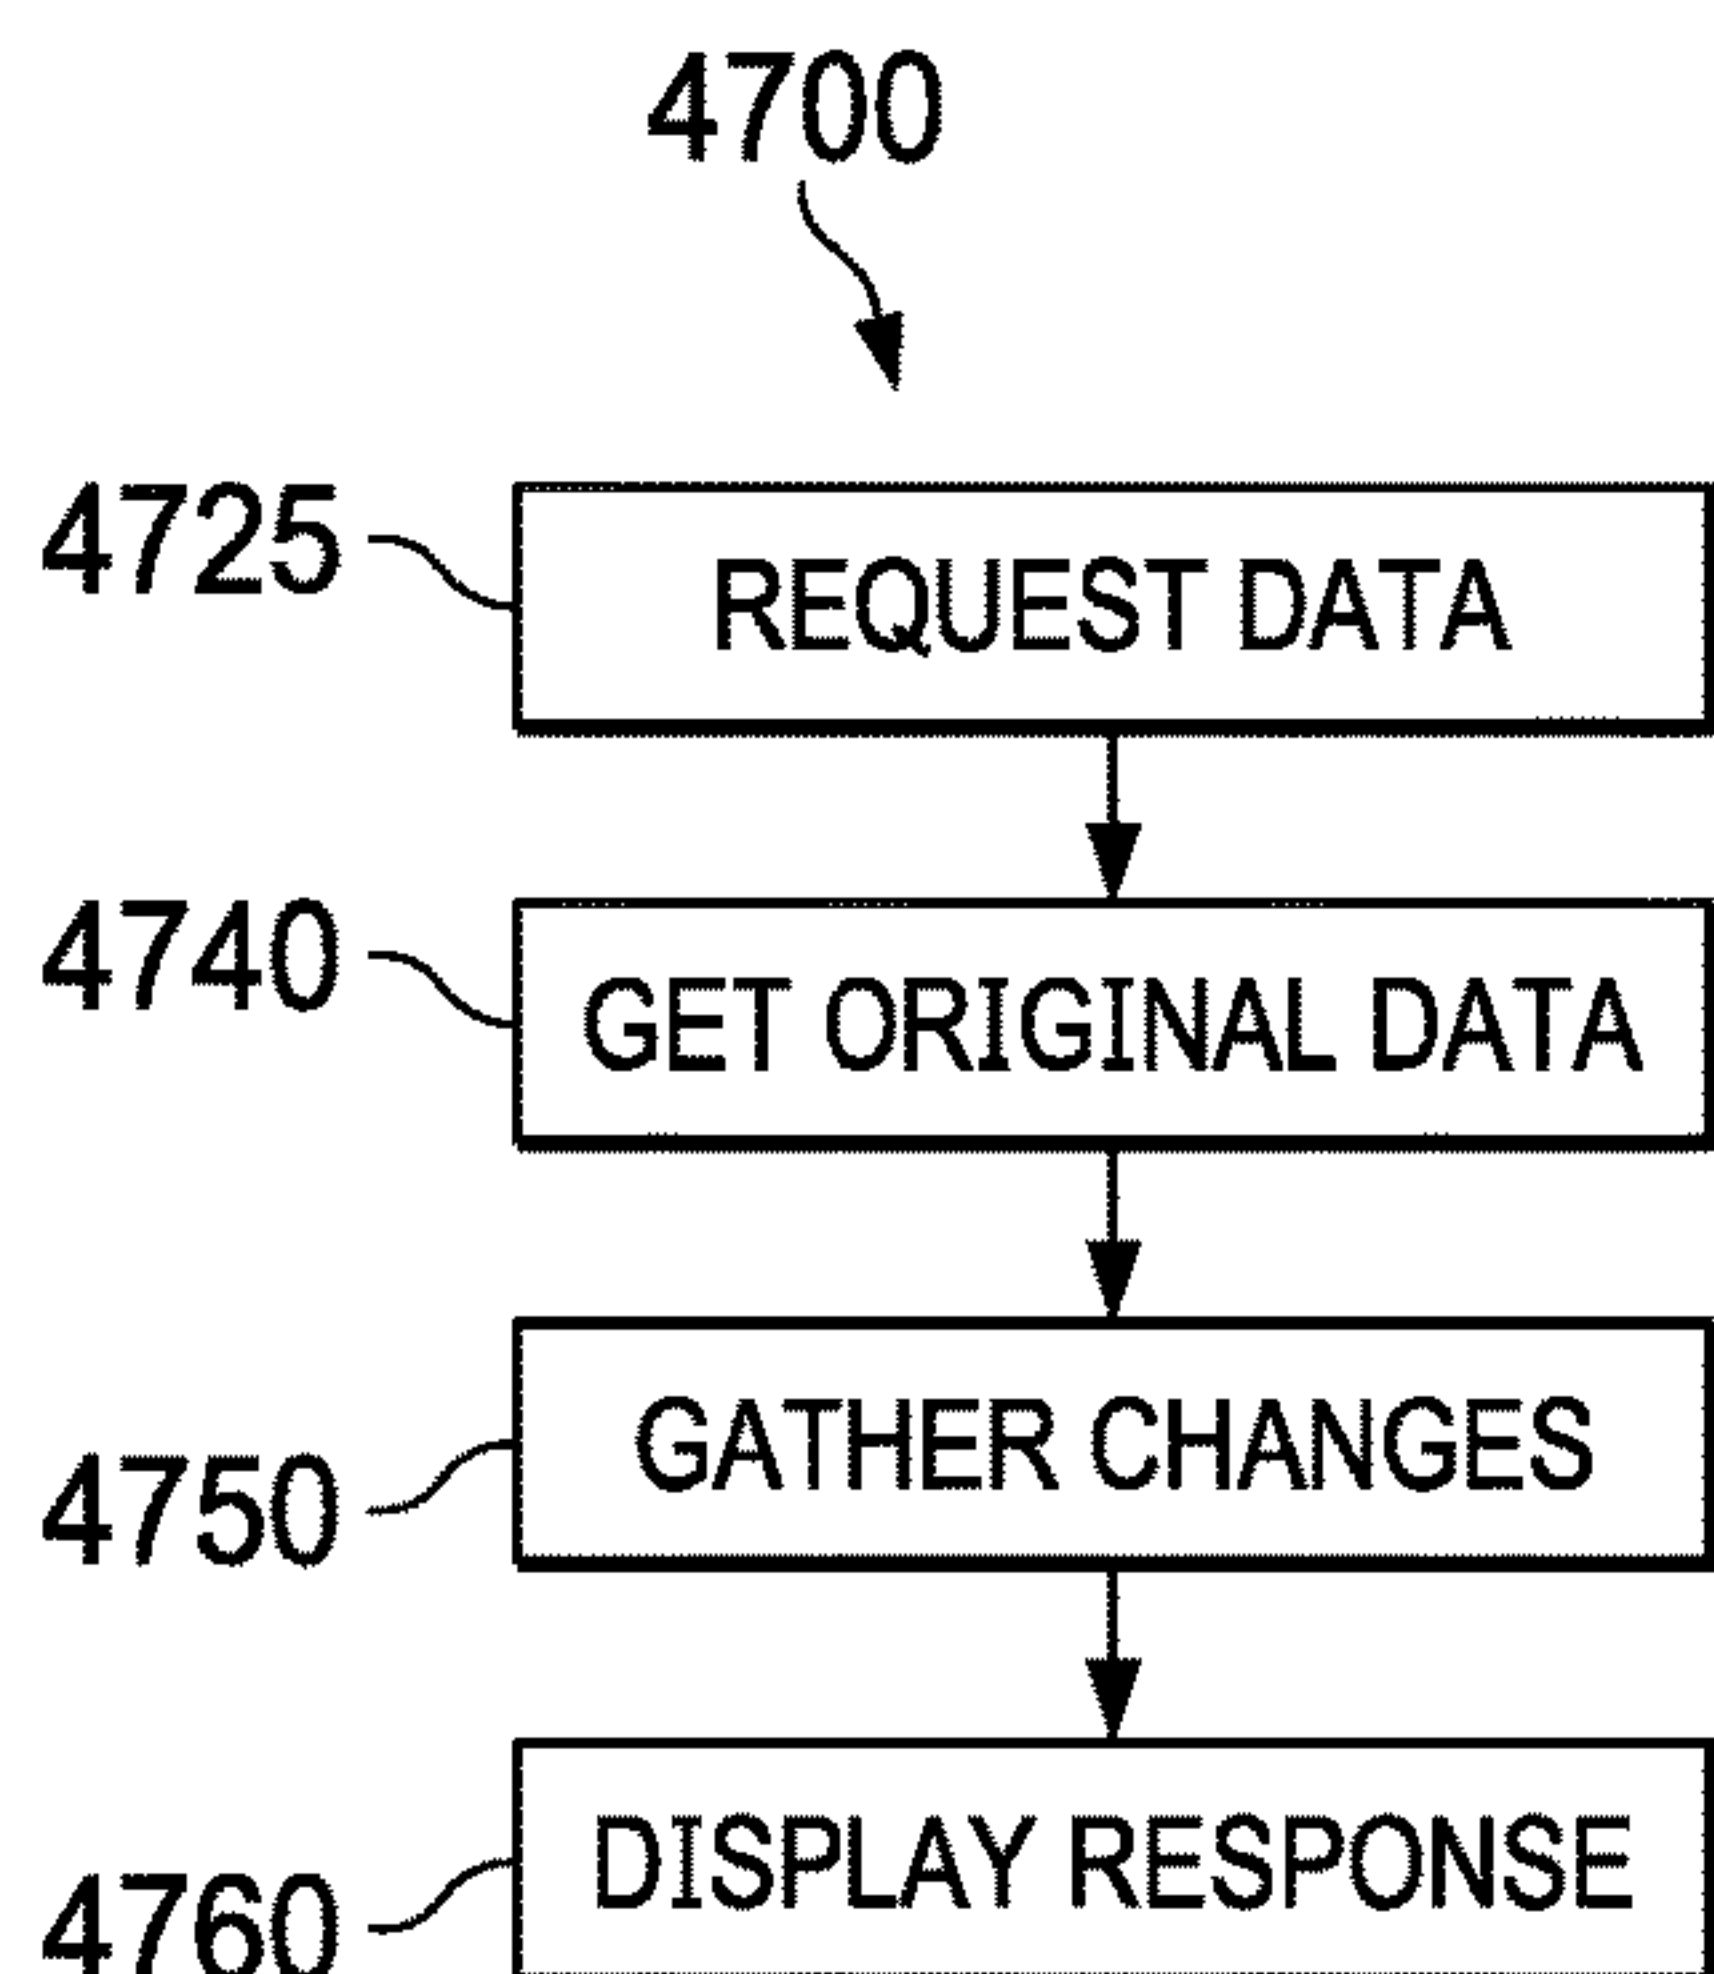 4700
4725 REQUEST DATA
4740 GET ORIGINAL DATA
4750 GATHER CHANGES
4760 DISPLAY RESPONSE